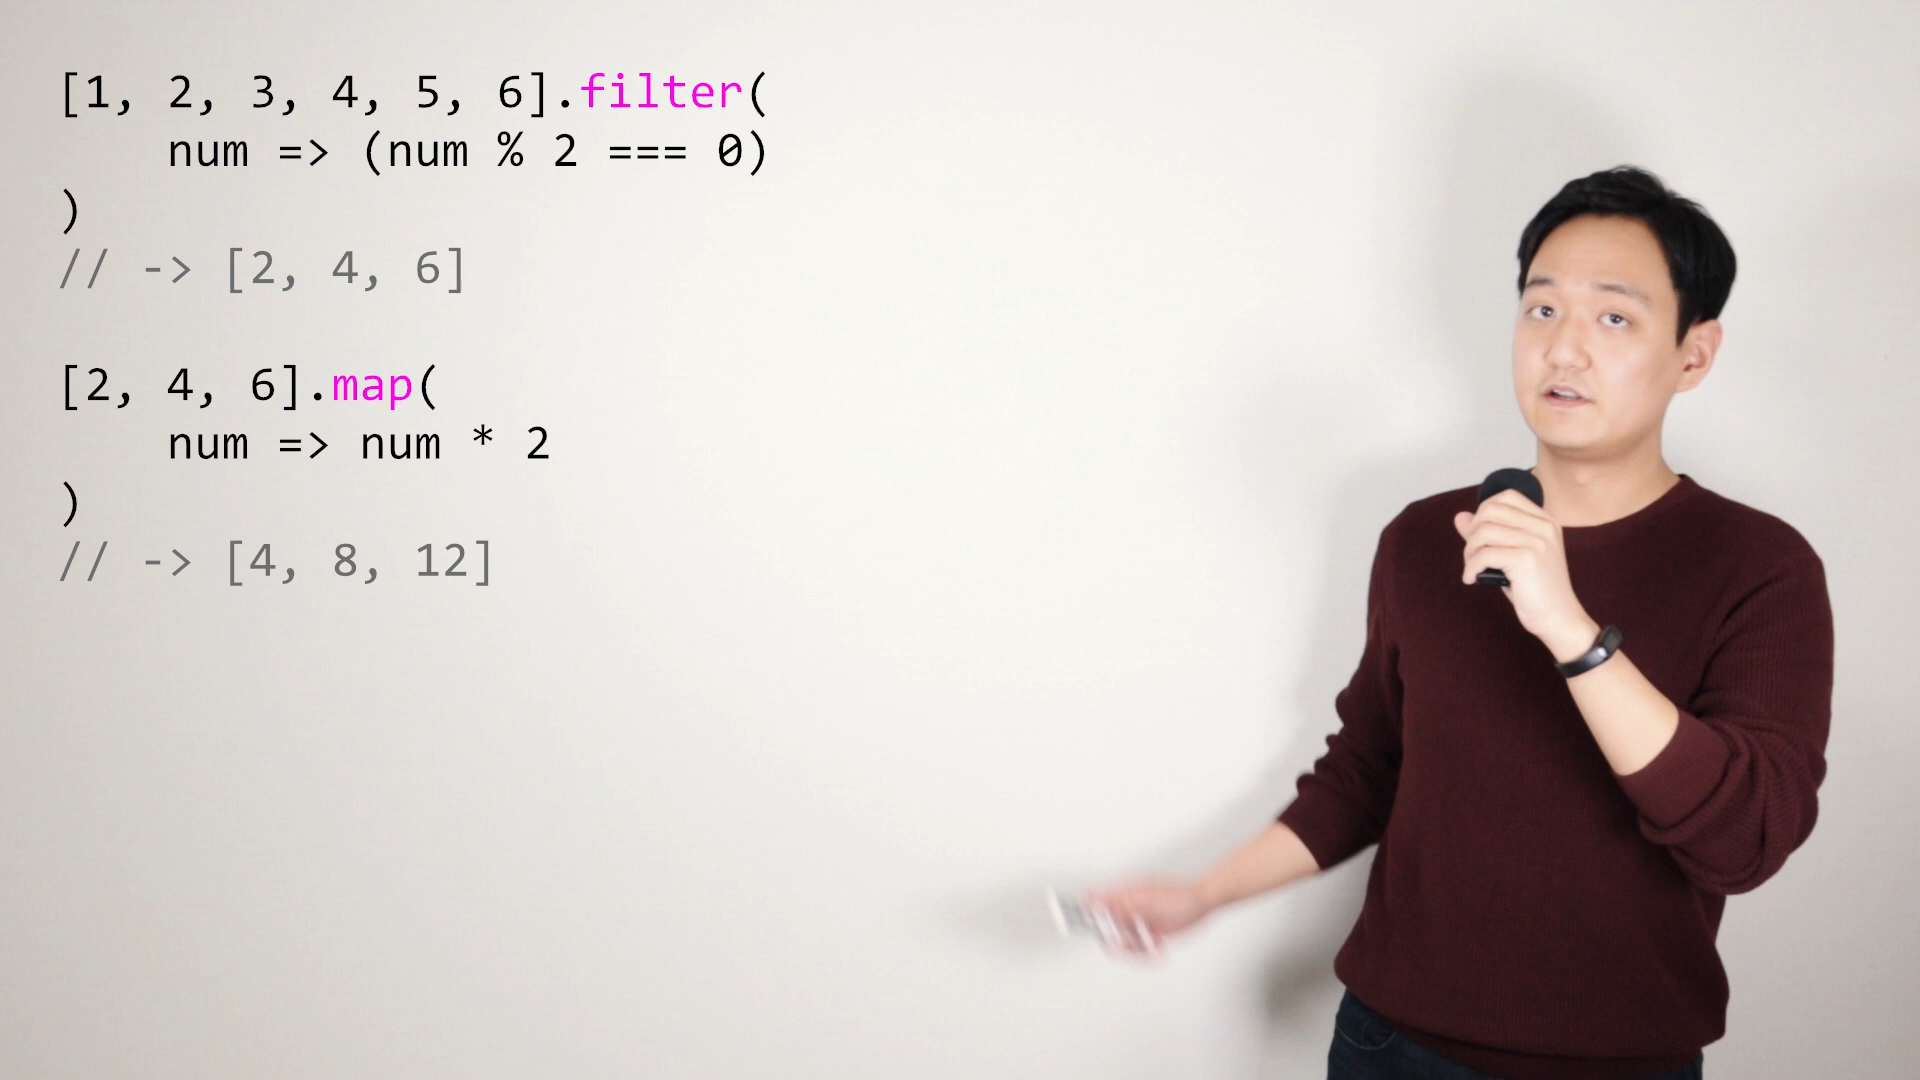 [1, 2, 3, 4, 5, 6].filter(
    num => (num % 2 === 0)
)
// -> [2, 4, 6]
[2, 4, 6].map(
    num => num * 2
)
// -> [4, 8, 12]